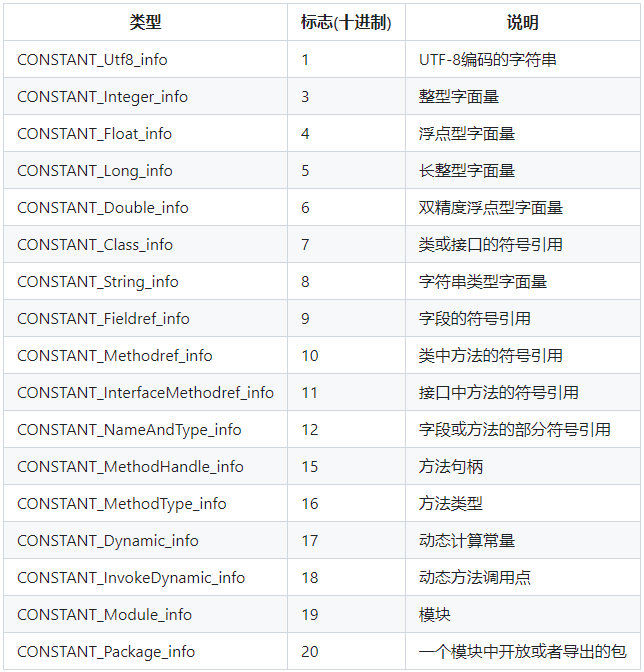 类型 标志(十进制) 说明
CONSTANT_Utf8_info 1 UTF-8编码的字符串
CONSTANT_Integer_info 3 整型字面量
CONSTANT_Float_info 4 浮点型字面量
CONSTANT_Long_info 5 长整型字面量
CONSTANT_Double_info 6 双精度浮点型字面量
CONSTANT_Class_info 7 类或接口的符号引用
CONSTANT_String_info 8 字符串类型字面量
CONSTANT_Fieldref_info 9 字段的符号引用
CONSTANT_Methodref_info 10 类中方法的符号引用
CONSTANT_InterfaceMethodref_info 11 接口中方法的符号引用
CONSTANT_NameAndType_info 12 字段或方法的部分符号引用
CONSTANT_MethodHandle_info 15 方法句柄
CONSTANT_MethodType_info 16 方法类型
CONSTANT_Dynamic_info 17 动态计算常量
CONSTANT_InvokeDynamic_info 18 动态方法调用点
CONSTANT_Module_info 19 模块
CONSTANT_Package_info 20 一个模块中开放或者导出的包